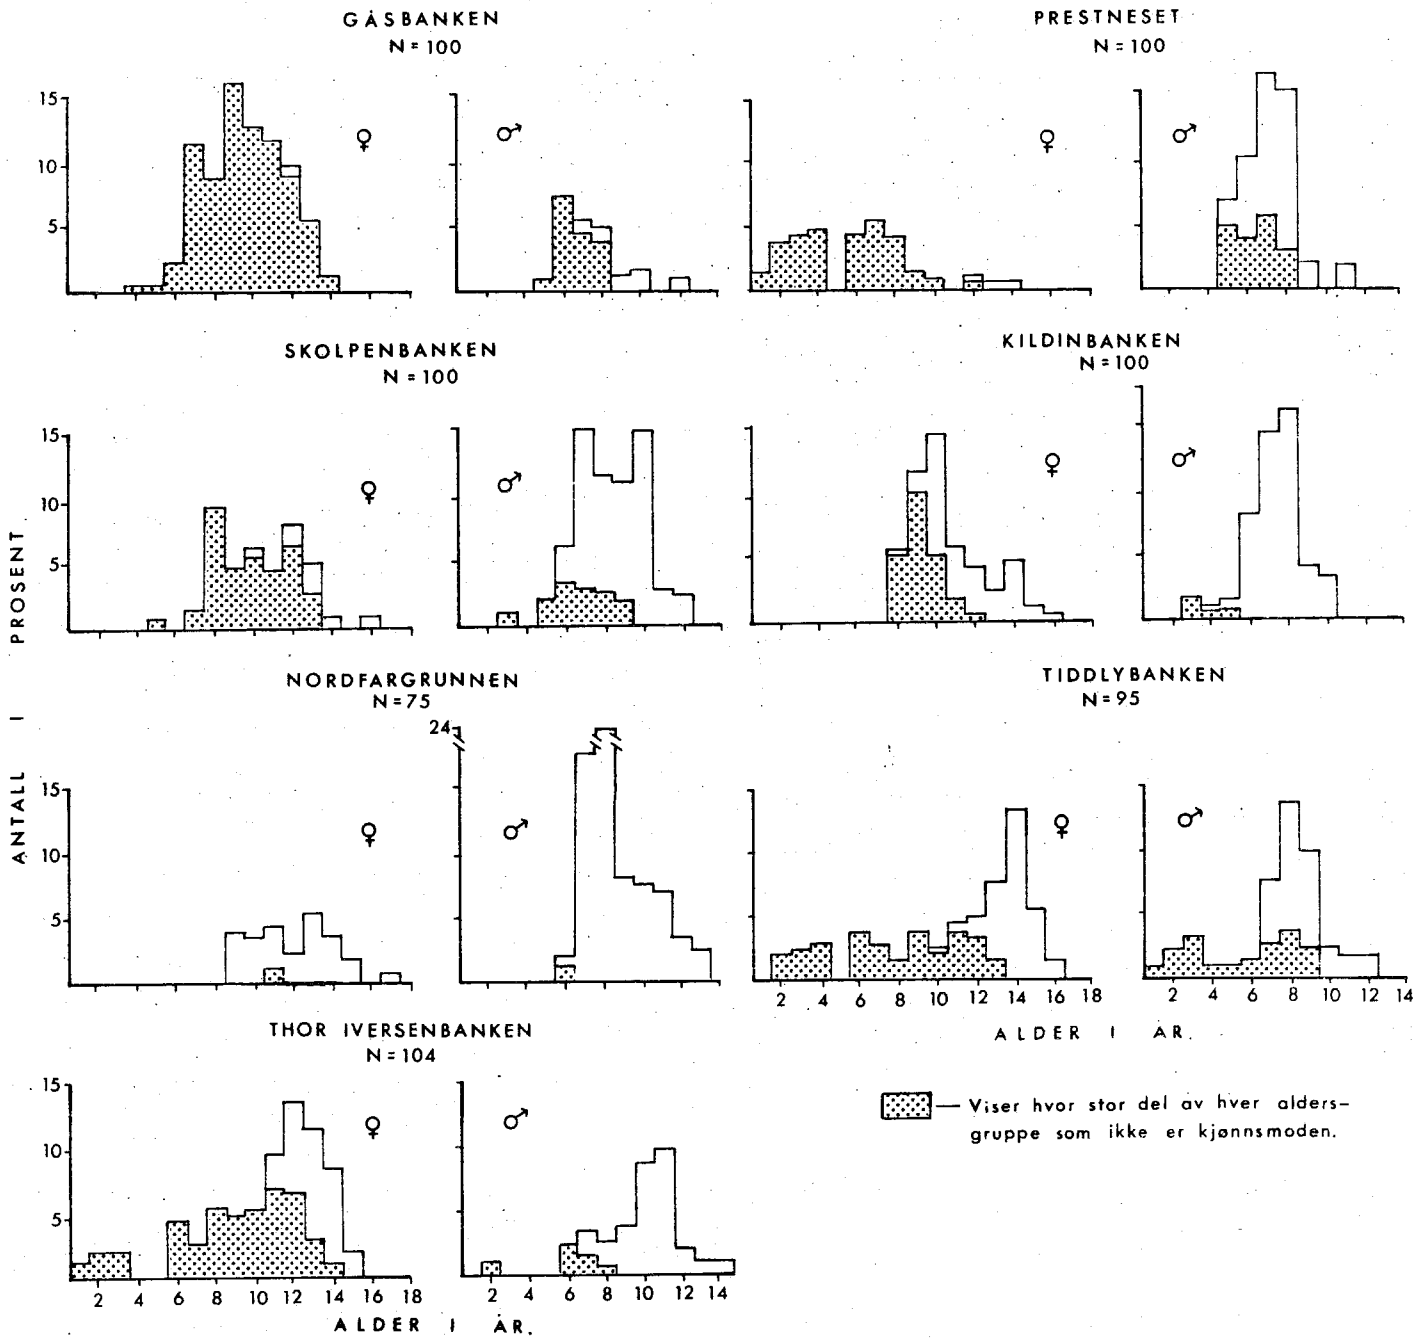 GÅSBANKEN
N = 100
PRESTNESET
N = 100
15
10
5
♀
♂
♀
♂
SKOLPENBANKEN
N = 100
KILDINBANKEN
N = 100
15
10
5
♀
♂
♀
♂
NORDFARGRUNNEN
N = 75
TIDDLYBANKEN
N = 95
24
15
10
5
♀
♂
♀
♂
2 4 6 8 10 12 14 16 18
2 4 6 8 10 12 14
ALDER I ÅR.
THOR IVERSENBANKEN
N = 104
15
10
5
♀
♂
2 4 6 8 10 12 14 16 18
2 4 6 8 10 12 14
ALDER I ÅR.
ANTALL I PROSENT
— Viser hvor stor del av hver alders-
gruppe som ikke er kjønnsmoden.